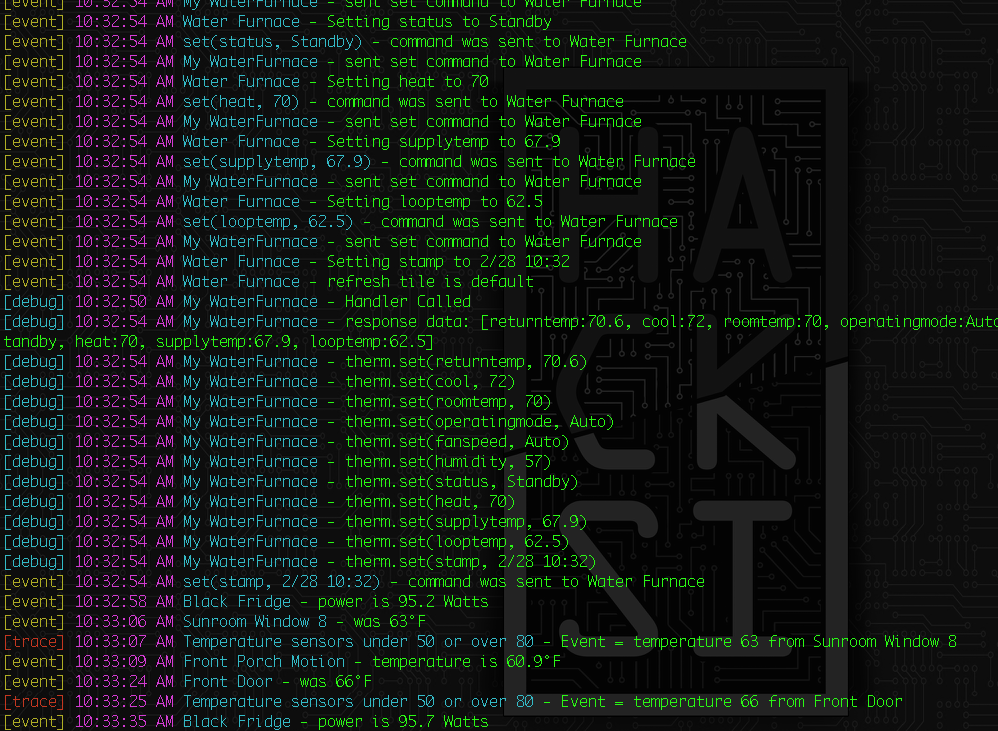 [event] 10:32:54 AM My WaterFurnace - sent set command to Water Furnace
[event] 10:32:54 AM Water Furnace - Setting status to Standby
[event] 10:32:54 AM set(status, Standby) - command was sent to Water Furnace
[event] 10:32:54 AM My WaterFurnace - sent set command to Water Furnace
[event] 10:32:54 AM Water Furnace - Setting heat to 70
[event] 10:32:54 AM set(heat, 70) - command was sent to Water Furnace
[event] 10:32:54 AM My WaterFurnace - sent set command to Water Furnace
[event] 10:32:54 AM Water Furnace - Setting supplytemp to 67.9
[event] 10:32:54 AM set(supplytemp, 67.9) - command was sent to Water Furnace
[event] 10:32:54 AM My WaterFurnace - sent set command to Water Furnace
[event] 10:32:54 AM Water Furnace - Setting looptemp to 62.5
[event] 10:32:54 AM set(looptemp, 62.5) - command was sent to Water Furnace
[event] 10:32:54 AM My WaterFurnace - sent set command to Water Furnace
[event] 10:32:54 AM Water Furnace - Setting stamp to 2/28 10:32
[event] 10:32:54 AM Water Furnace - refresh tile is default
[debug] 10:32:50 AM My WaterFurnace - Handler Called
[debug] 10:32:54 AM My WaterFurnace - response data: [returntemp:70.6, cool:72, roomtemp:70, operatingmode:Auto
tandby, heat:70, supplytemp:67.9, looptemp:62.5]
[debug] 10:32:54 AM My WaterFurnace - therm.set(returntemp, 70.6)
[debug] 10:32:54 AM My WaterFurnace - therm.set(cool, 72)
[debug] 10:32:54 AM My WaterFurnace - therm.set(roomtemp, 70)
[debug] 10:32:54 AM My WaterFurnace - therm.set(operatingmode, Auto)
[debug] 10:32:54 AM My WaterFurnace - therm.set(fanspeed, Auto)
[debug] 10:32:54 AM My WaterFurnace - therm.set(humidity, 57)
[debug] 10:32:54 AM My WaterFurnace - therm.set(status, Standby)
[debug] 10:32:54 AM My WaterFurnace - therm.set(heat, 70)
[debug] 10:32:54 AM My WaterFurnace - therm.set(supplytemp, 67.9)
[debug] 10:32:54 AM My WaterFurnace - therm.set(looptemp, 62.5)
[debug] 10:32:54 AM My WaterFurnace - therm.set(stamp, 2/28 10:32)
[event] 10:32:54 AM set(stamp, 2/28 10:32) - command was sent to Water Furnace
[event] 10:32:58 AM Black Fridge - power is 95.2 Watts
[event] 10:33:06 AM Sunroom Window 8 - was 63°F
[trace] 10:33:07 AM Temperature sensors under 50 or over 80 - Event = temperature 63 from Sunroom Window 8
[event] 10:33:09 AM Front Porch Motion - temperature is 60.9°F
[event] 10:33:24 AM Front Door - was 66°F
[trace] 10:33:25 AM Temperature sensors under 50 or over 80 - Event = temperature 66 from Front Door
[event] 10:33:35 AM Black Fridge - power is 95.7 Watts
HA
CK
SI